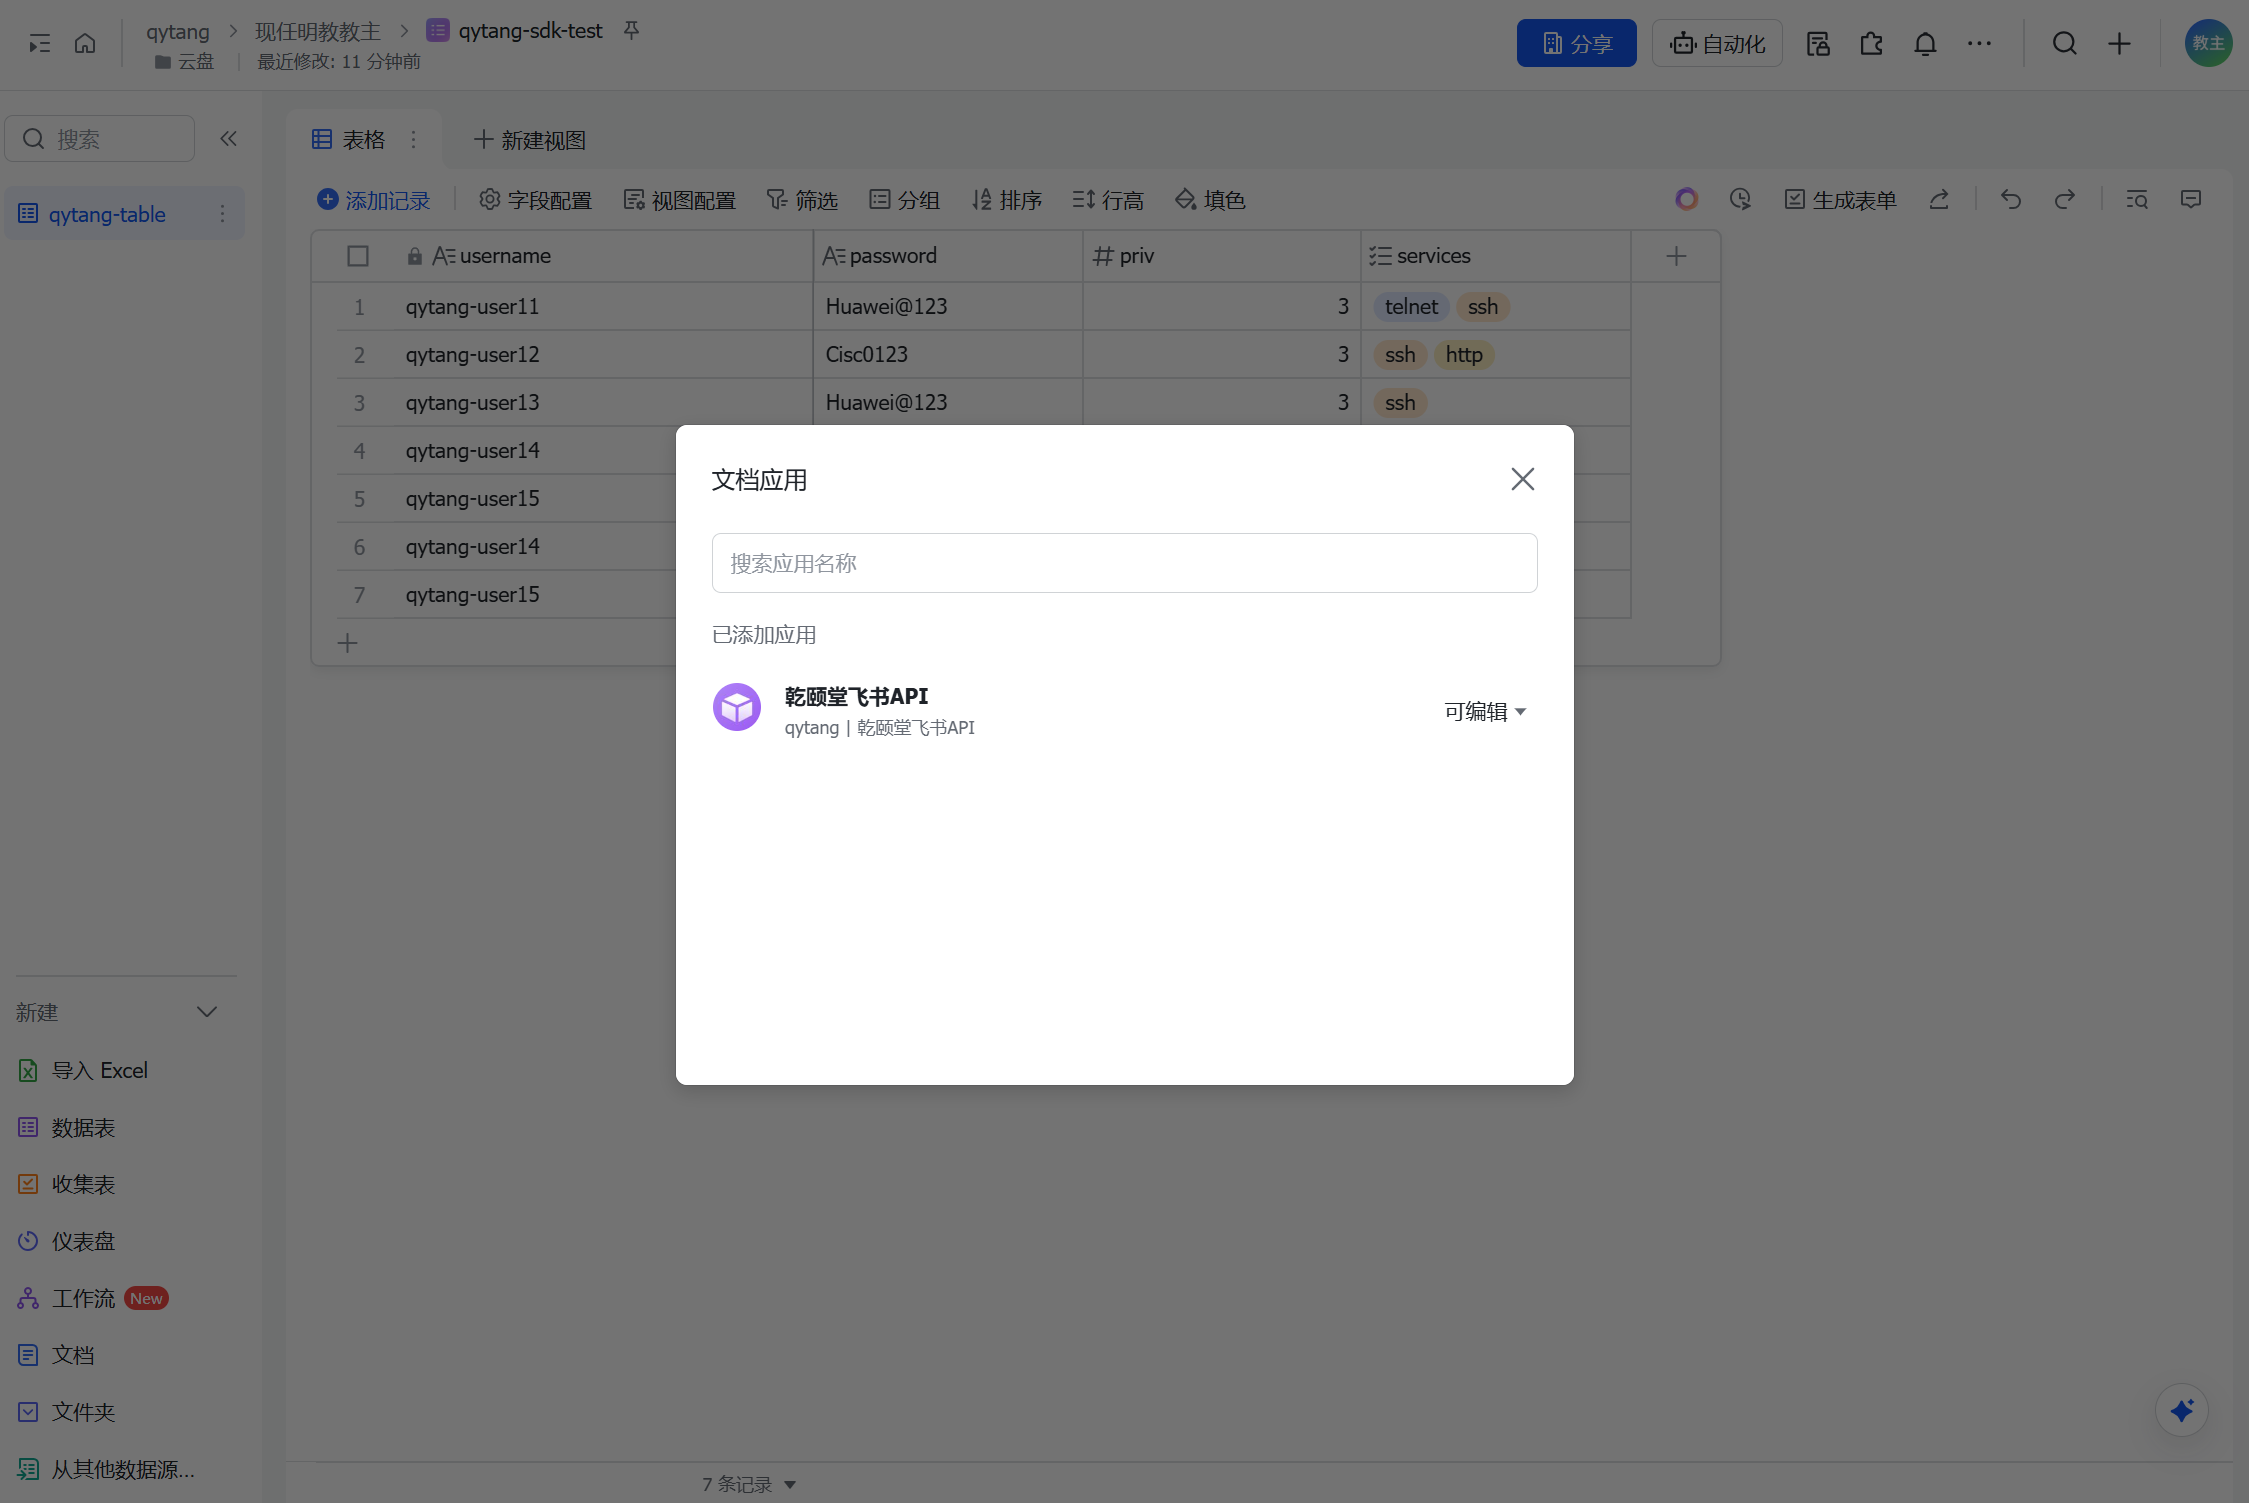 qytang > 现任明教教主 > qytang-sdk-test
云盘 | 最近修改: 11 分钟前
分享
自动化
教主
搜索
qytang-table
表格
新建视图
添加记录
字段配置
视图配置
筛选
分组
排序
行高
填色
生成表单
username password priv services
1 qytang-user11 Huawei@123 3 telnet ssh
2 qytang-user12 Cisc0123 3 ssh http
3 qytang-user13 Huawei@123 3 ssh
4 qytang-user14
5 qytang-user15
6 qytang-user14
7 qytang-user15
文档应用
搜索应用名称
已添加应用
乾颐堂飞书API
qytang | 乾颐堂飞书API
可编辑
新建
导入 Excel
数据表
收集表
仪表盘
工作流 New
文档
文件夹
从其他数据源...
7 条记录